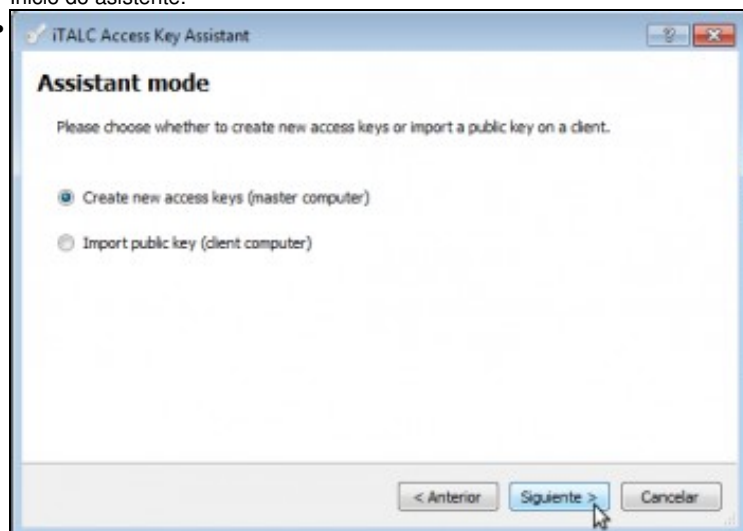 Inicio do asistente.
iTALC Access Key Assistant
Assistant mode
Please choose whether to create new access keys or import a public key on a client.
Create new access keys (master computer)
Import public key (client computer)
< Anterior Siguiente > Cancelar